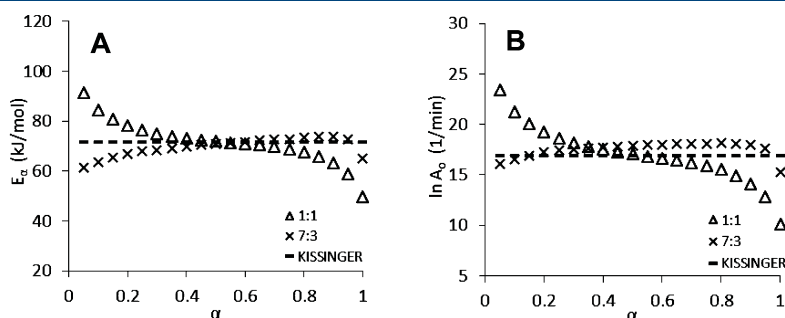 A
120
100
80
60
40
20
Eα (kJ/mol)
△ 1:1
× 7:3
KISSINGER
0 0.2 0.4 0.6 0.8 1
α
B
30
25
20
15
10
5
ln Ao (1/min)
△ 1:1
× 7:3
KISSINGER
0 0.2 0.4 0.6 0.8 1
α